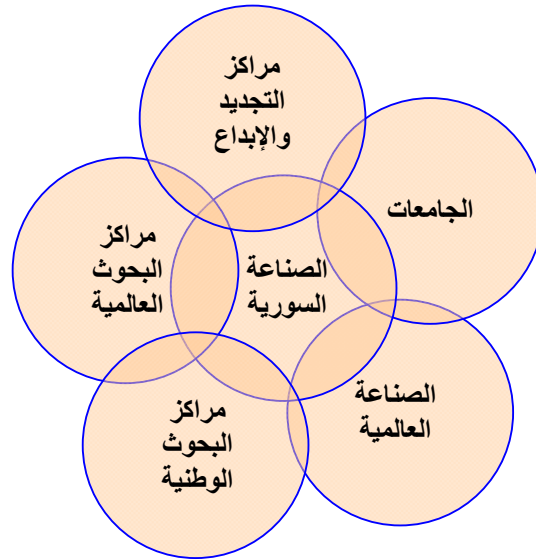 مراكز
التجديد
والإبداع
الجامعات
مراكز
البحوث
العالمية
الصناعة
السورية
الصناعة
العالمية
مراكز
البحوث
الوطنية